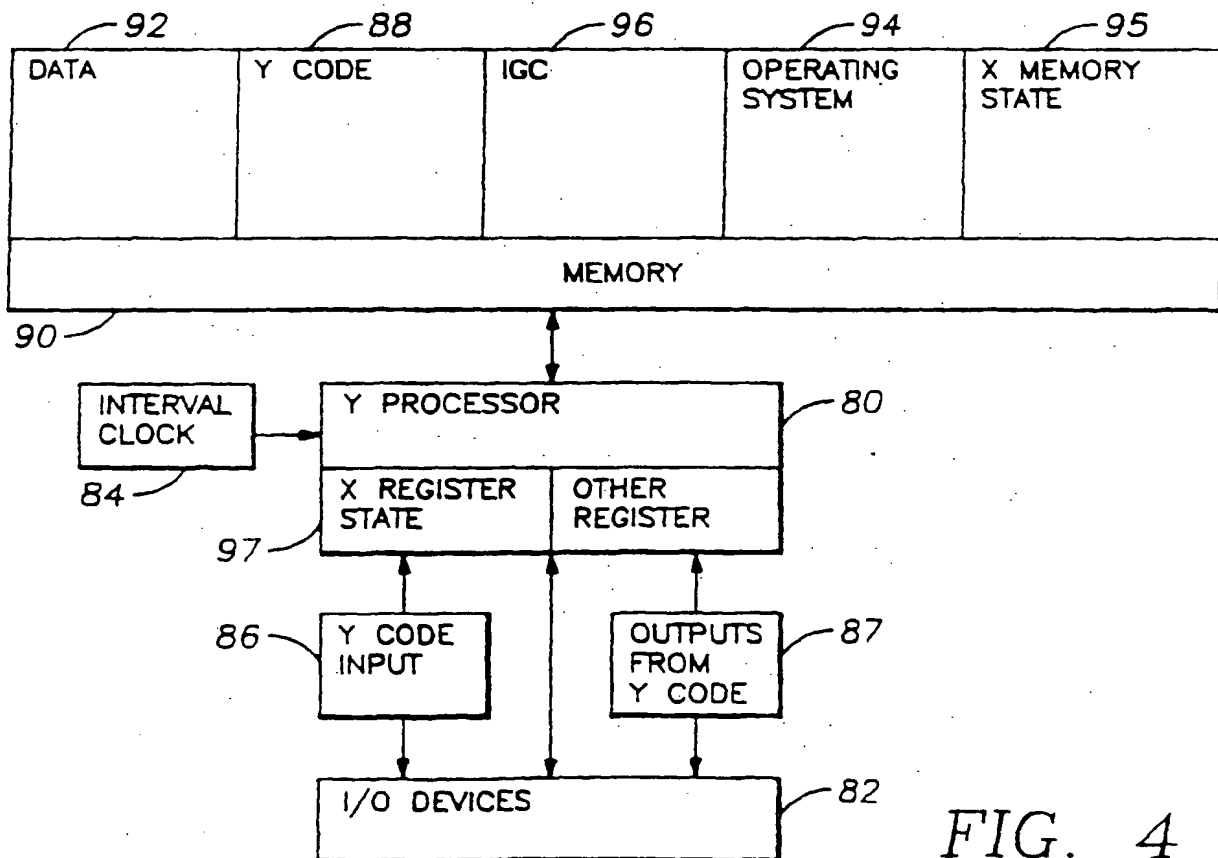 92 88 96 94 95
DATA
Y CODE
IGC
OPERATING
SYSTEM
X MEMORY
STATE
MEMORY
90
INTERVAL
CLOCK
84
Y PROCESSOR
80
X REGISTER
STATE
OTHER
REGISTER
97
86
Y CODE
INPUT
OUTPUTS
FROM
Y CODE
87
I/O DEVICES
82
FIG. 4